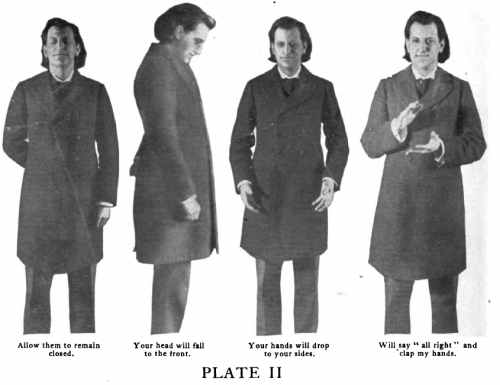 Allow them to remain
closed.
Your head will fall
to the front.
Your hands will drop
to your sides.
Will say " all right " and
clap my hands.
PLATE II